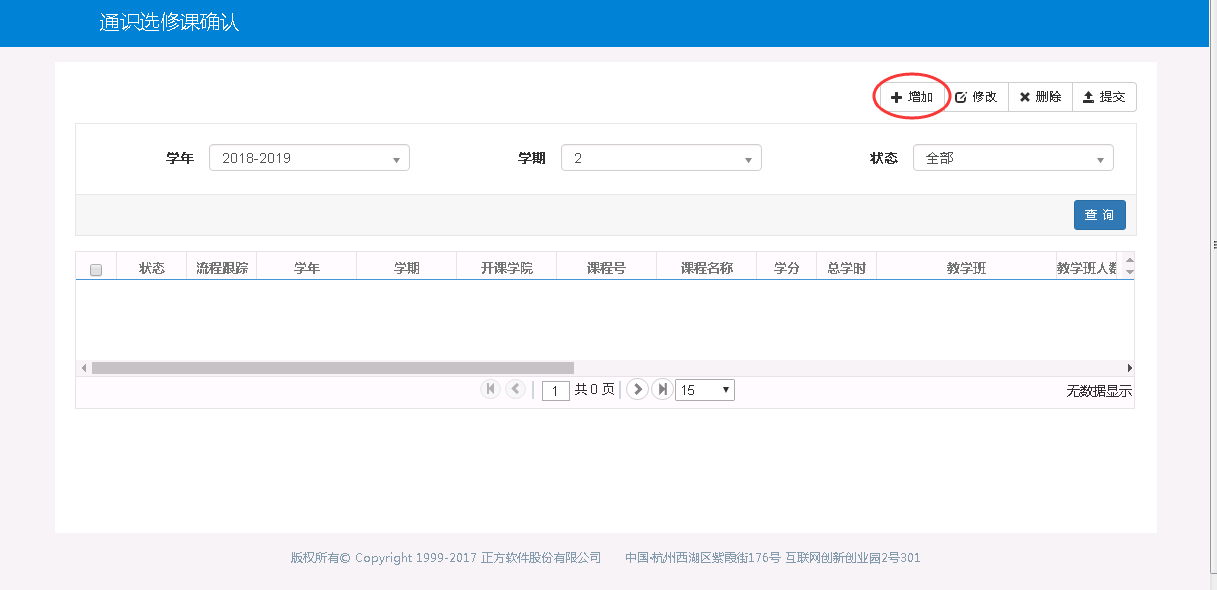 通识选修课确认
增加 修改 删除 提交
学年 2018-2019 学期 2 状态 全部
查 询
状态 流程跟踪 学年 学期 开课学院 课程号 课程名称 学分 总学时 教学班 教学班人数
1 共 0 页 15 无数据显示
版权所有© Copyright 1999-2017 正方软件股份有限公司 中国·杭州西湖区紫霞街176号 互联网创新创业园2号301